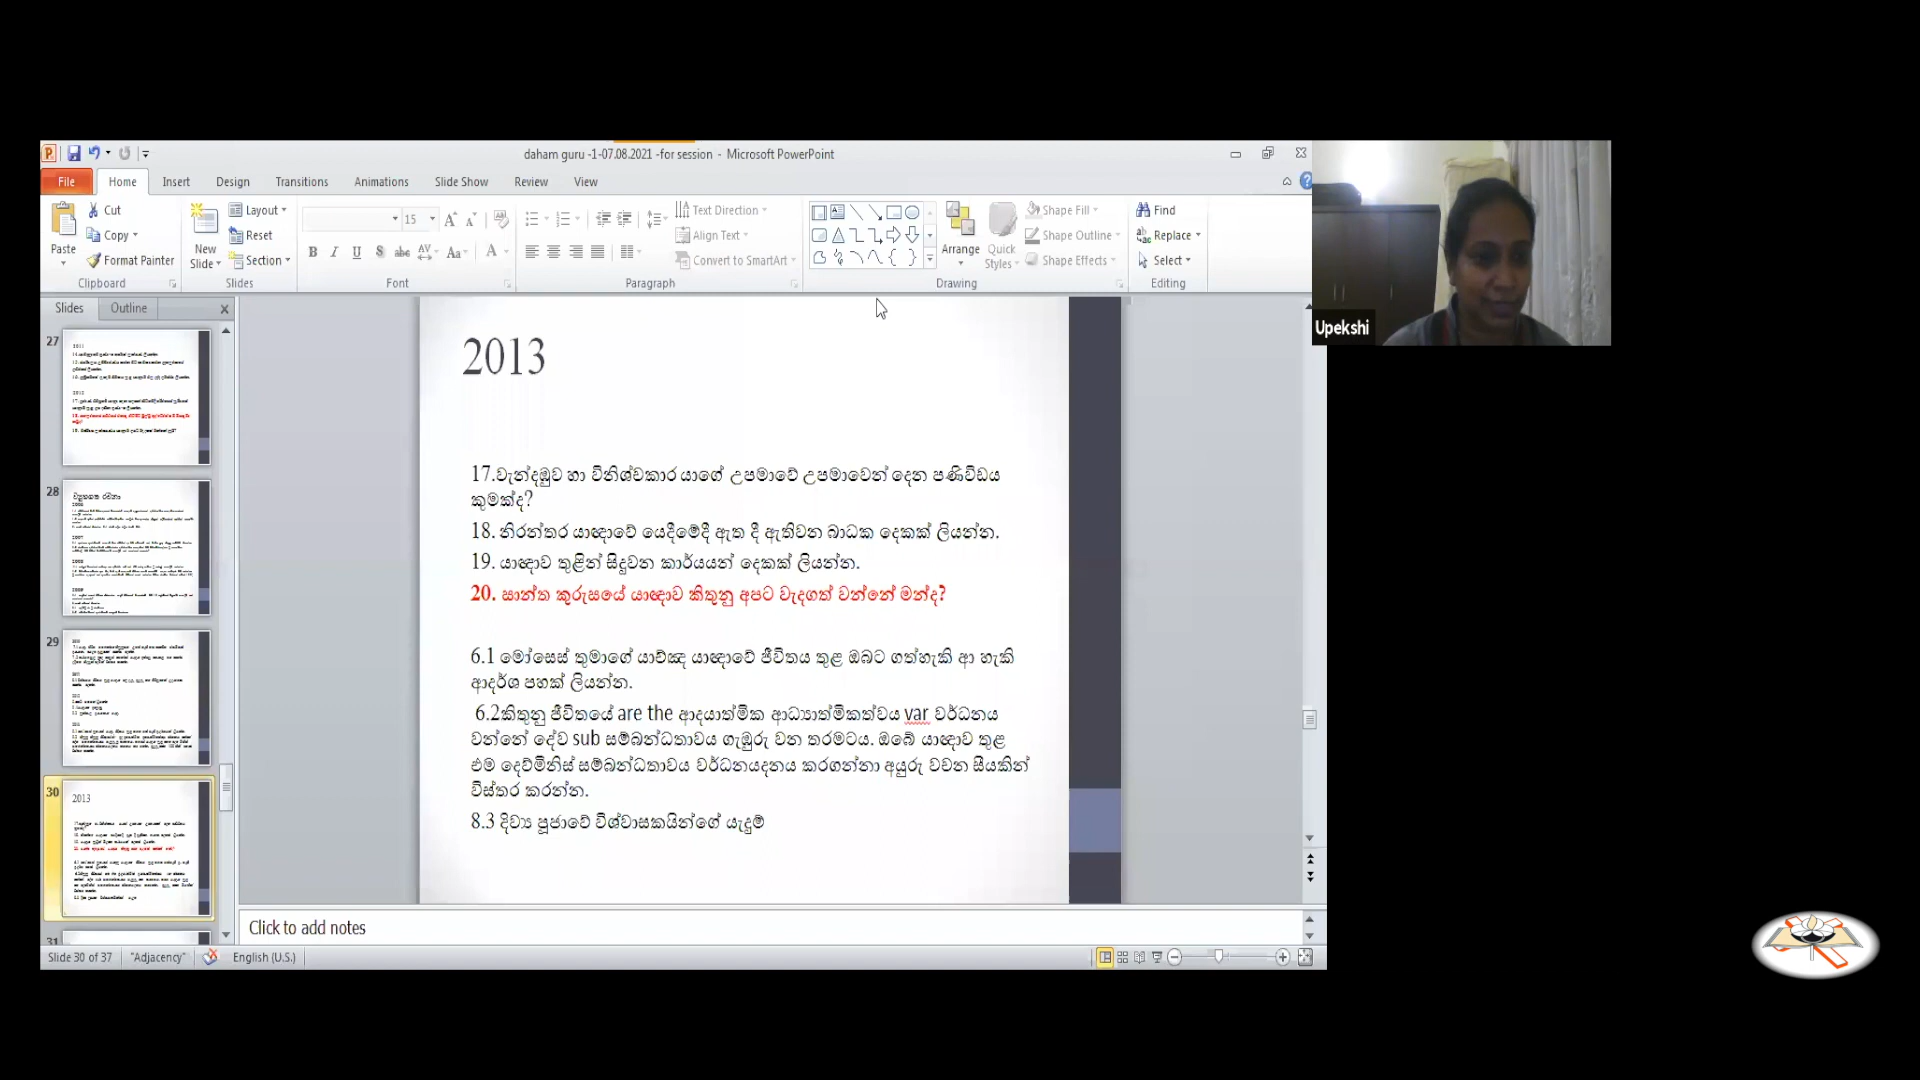 daham guru -1-07.08.2021 -for session - Microsoft PowerPoint
File Home Insert Design Transitions Animations Slide Show Review View
Paste
Cut
Copy
Format Painter
Clipboard
New Slide
Layout
Reset
Section
Slides
15
Font
Text Direction
Align Text
Convert to SmartArt
Paragraph
Arrange
Quick Styles
Shape Fill
Shape Outline
Shape Effects
Drawing
Find
Replace
Select
Editing
Slides Outline
27
28
29
30
31
2013
17.වැන්දඹුව හා විනිශ්චකාර යාගේ උපමාවේ උපමාවෙන් දෙන පණිවිඩය
කුමක්ද?
18. නිරන්තර යාඥාවේ යෙදීමේදී ඇත දී ඇතිවන බාධක දෙකක් ලියන්න.
19. යාඥාව තුළින් සිදුවන කාර්යයන් දෙකක් ලියන්න.
20. සාන්ත කුරුසයේ යාඥාව කිතුනු අපට වැදගත් වන්නේ මන්ද?
6.1 මෝසෙස් තුමාගේ යාච්ඤ යාඥාවේ ජීවිතය තුළ ඔබට ගත්හැකි ආ හැකි
ආදර්ශ පහක් ලියන්න.
6.2කිතුනු ජීවිතයේ are the ආදයාත්මික ආධ්‍යාත්මිකත්වය var වර්ධනය
වන්නේ දේව sub සම්බන්ධතාවය ගැඹුරු වන තරමටය. ඔබේ යාඥාව තුළ
එම දෙව්මිනිස් සම්බන්ධතාවය වර්ධනයදනය කරගන්නා අයුරු වචන සීයකින්
විස්තර කරන්න.
8.3 දිව්‍ය පූජාවේ විශ්වාසකයින්ගේ යැදුම්
Click to add notes
Slide 30 of 37 "Adjacency" English (U.S.)
Upekshi